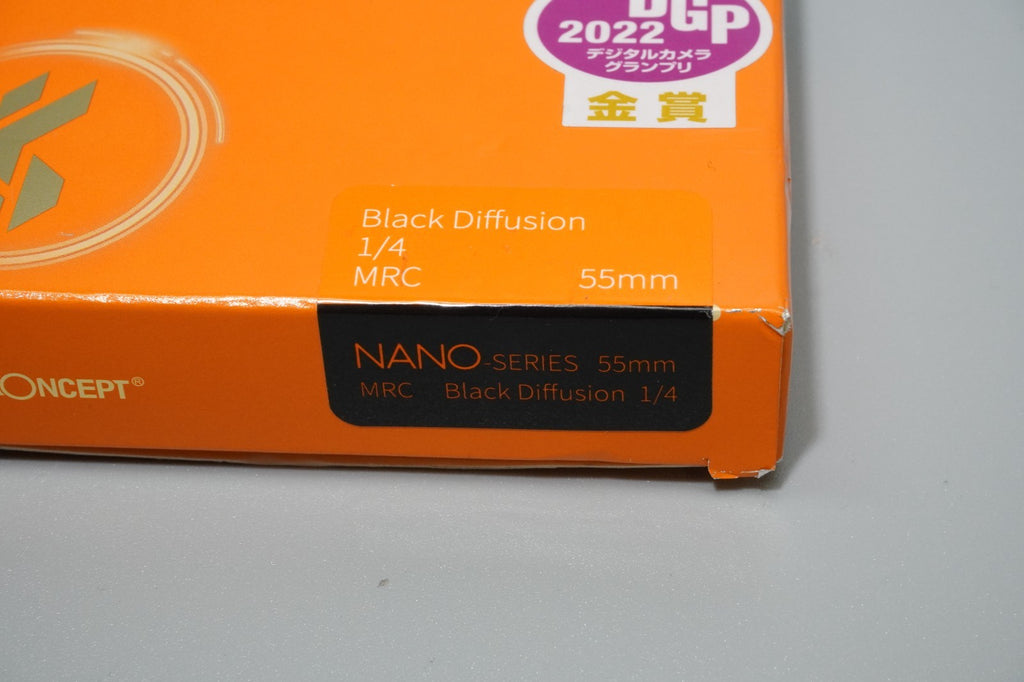 DGP
2022
デジタルカメラ
グランプリ
金賞
Black Diffusion
1/4
MRC 55mm
NANO-SERIES 55mm
MRC Black Diffusion 1/4
CONCEPT®